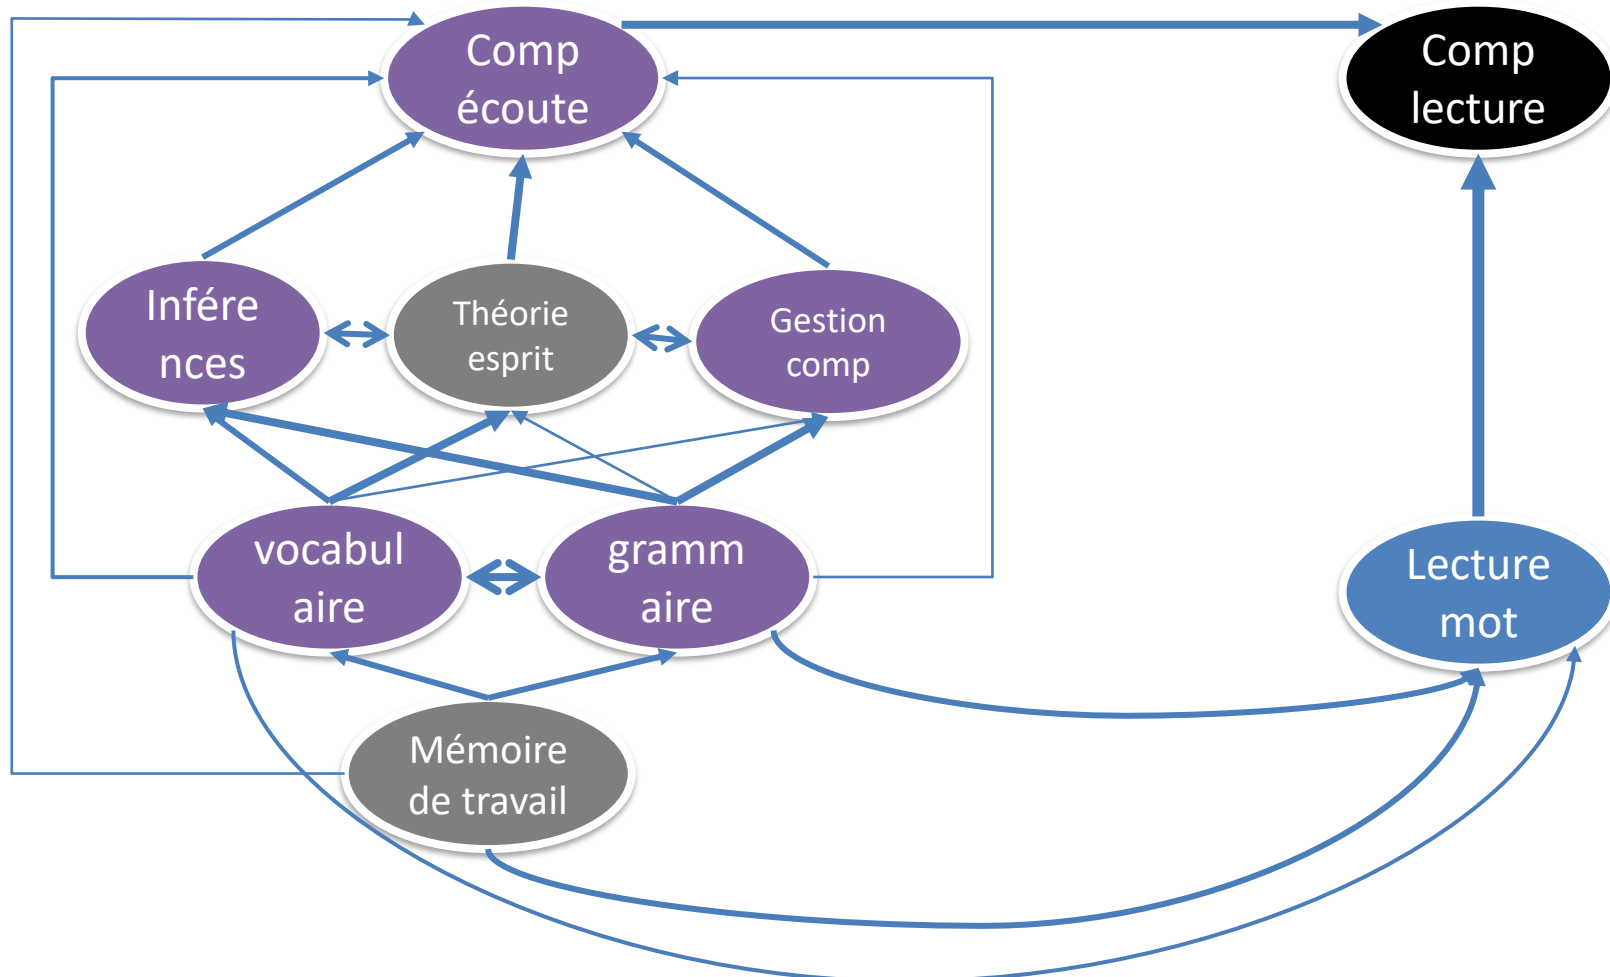 Comp
écoute
Comp
lecture
Infére
nces
Théorie
esprit
Gestion
comp
vocabul
aire
gramm
aire
Lecture
mot
Mémoire
de travail